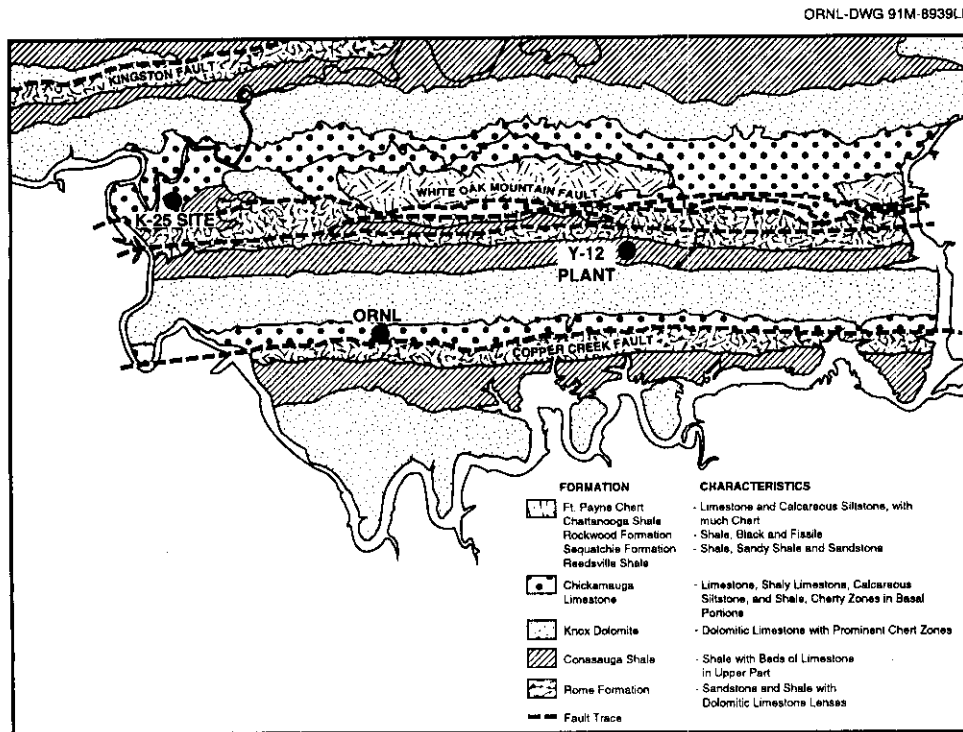 ORNL-DWG 91M-8939L
KINGSTON FAULT
WHITE OAK MOUNTAIN FAULT
K-25 SITE
Y-12
PLANT
ORNL
COPPER CREEK FAULT
FORMATION CHARACTERISTICS
Ft. Payne Chert - Limestone and Calcareous Siltstone, with
Chattanooga Shale much Chert
Rockwood Formation - Shale, Black and Fissile
Sequatchie Formation - Shale, Sandy Shale and Sandstone
Reedsville Shale
Chickamauga - Limestone, Shaly Limestone, Calcareous
Limestone Siltstone, and Shale, Cherty Zones in Basal
Portions
Knox Dolomite - Dolomitic Limestone with Prominent Chert Zones
Conasauga Shale - Shale with Beds of Limestone
in Upper Part
Rome Formation - Sandstone and Shale with
Dolomitic Limestone Lenses
Fault Trace